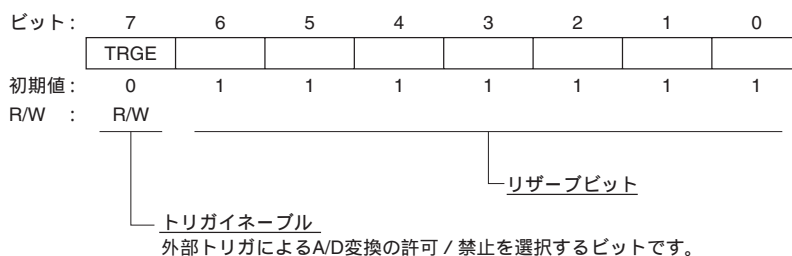 ビット : 7 6 5 4 3 2 1 0
TRGE
初期値 : 0 1 1 1 1 1 1 1
R/W : R/W
リザーブビット
トリガイネーブル
外部トリガによるA/D変換の許可 / 禁止を選択するビットです。